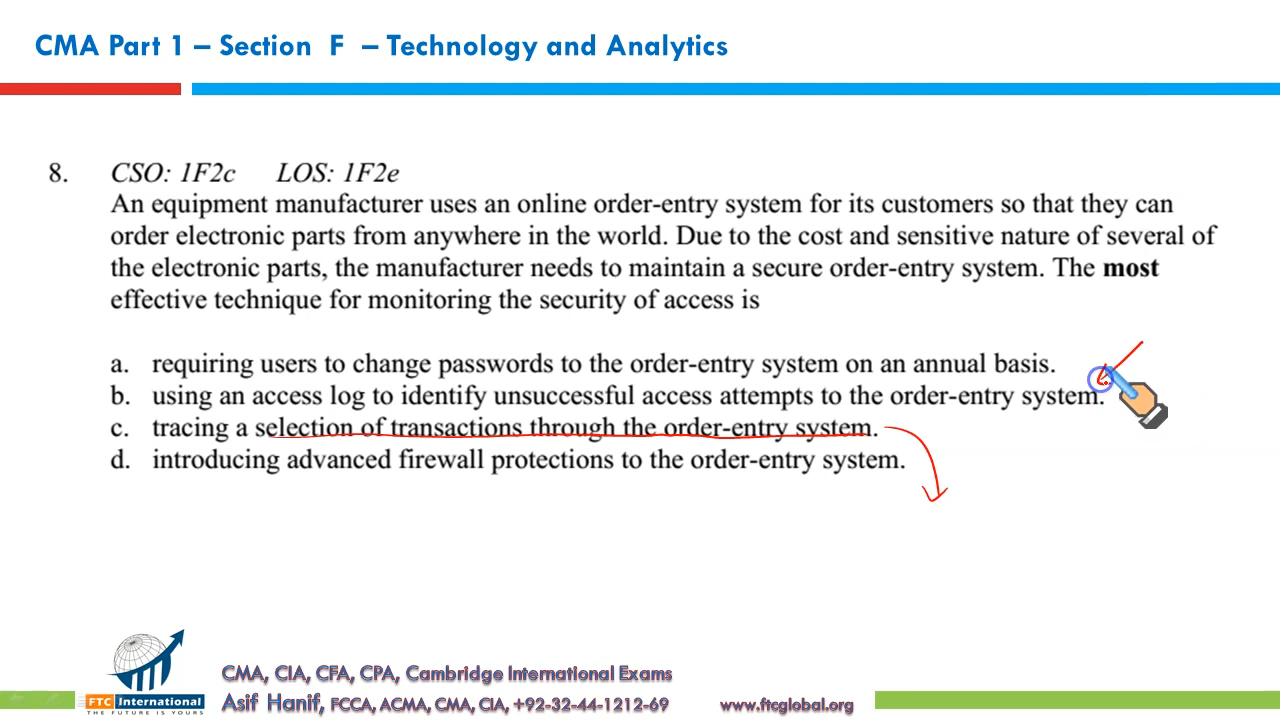 CMA Part 1 – Section F – Technology and Analytics
8. CSO: 1F2c LOS: 1F2e
An equipment manufacturer uses an online order-entry system for its customers so that they can
order electronic parts from anywhere in the world. Due to the cost and sensitive nature of several of
the electronic parts, the manufacturer needs to maintain a secure order-entry system. The most
effective technique for monitoring the security of access is
a. requiring users to change passwords to the order-entry system on an annual basis.
b. using an access log to identify unsuccessful access attempts to the order-entry system.
c. tracing a selection of transactions through the order-entry system.
d. introducing advanced firewall protections to the order-entry system.
FTC International
THE FUTURE IS YOURS
CMA, CIA, CFA, CPA, Cambridge International Exams
Asif Hanif, FCCA, ACMA, CMA, CIA, +92-32-44-1212-69 www.ftcglobal.org